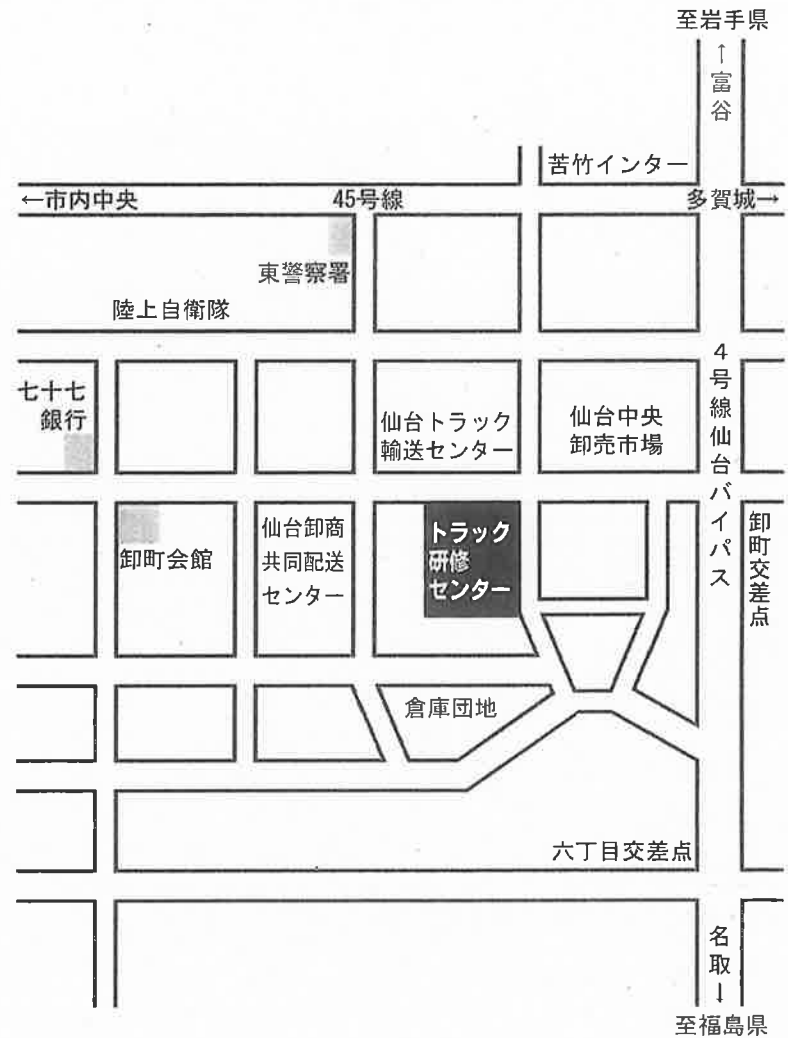 至岩手県
↑富谷
苦竹インター
←市内中央
45号線
多賀城→
東警察署
陸上自衛隊
七十七
銀行
仙台トラック
輸送センター
仙台中央
卸売市場
4号線仙台バイパス
卸町会館
仙台卸商
共同配送
センター
トラック
研修
センター
卸町交差点
倉庫団地
六丁目交差点
名取↓
至福島県